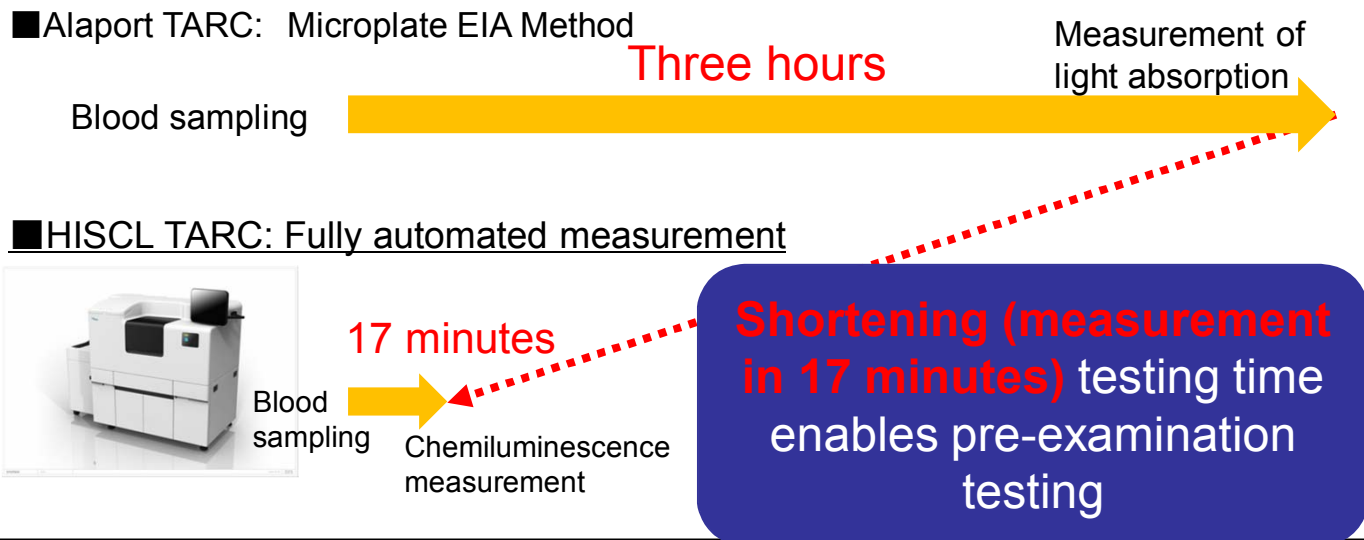 ■Alaport TARC: Microplate EIA Method
Three hours
Measurement of
light absorption
Blood sampling
■HISCL TARC: Fully automated measurement
17 minutes
Blood
sampling
Chemiluminescence
measurement
Shortening (measurement
in 17 minutes) testing time
enables pre-examination
testing